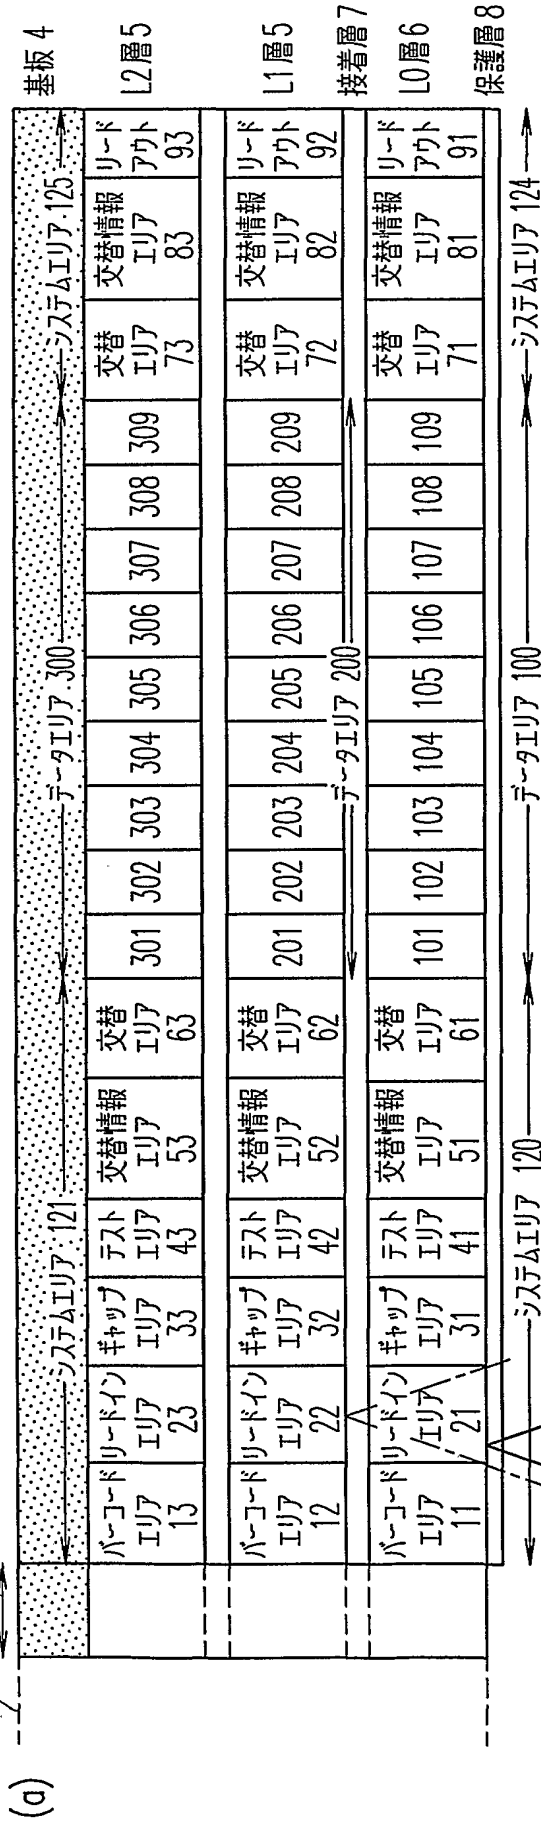 (a)
基板 4
システムエリア 121
データエリア 300
システムエリア 125
L2層5
バーコード
エリア
13
リードイン
エリア
23
ギャップ
エリア
33
テスト
エリア
43
交替情報
エリア
53
交替
エリア
63
301
302
303
304
305
306
307
308
309
交替
エリア
73
交替情報
エリア
83
リード
アウト
93
L1層5
バーコード
エリア
12
リードイン
エリア
22
ギャップ
エリア
32
テスト
エリア
42
交替情報
エリア
52
交替
エリア
62
201
202
203
204
205
206
207
208
209
交替
エリア
72
交替情報
エリア
82
リード
アウト
92
接着層7
データエリア 200
L0層6
バーコード
エリア
11
リードイン
エリア
21
ギャップ
エリア
31
テスト
エリア
41
交替情報
エリア
51
交替
エリア
61
101
102
103
104
105
106
107
108
109
交替
エリア
71
交替情報
エリア
81
リード
アウト
91
保護層8
システムエリア 120
データエリア 100
システムエリア 124